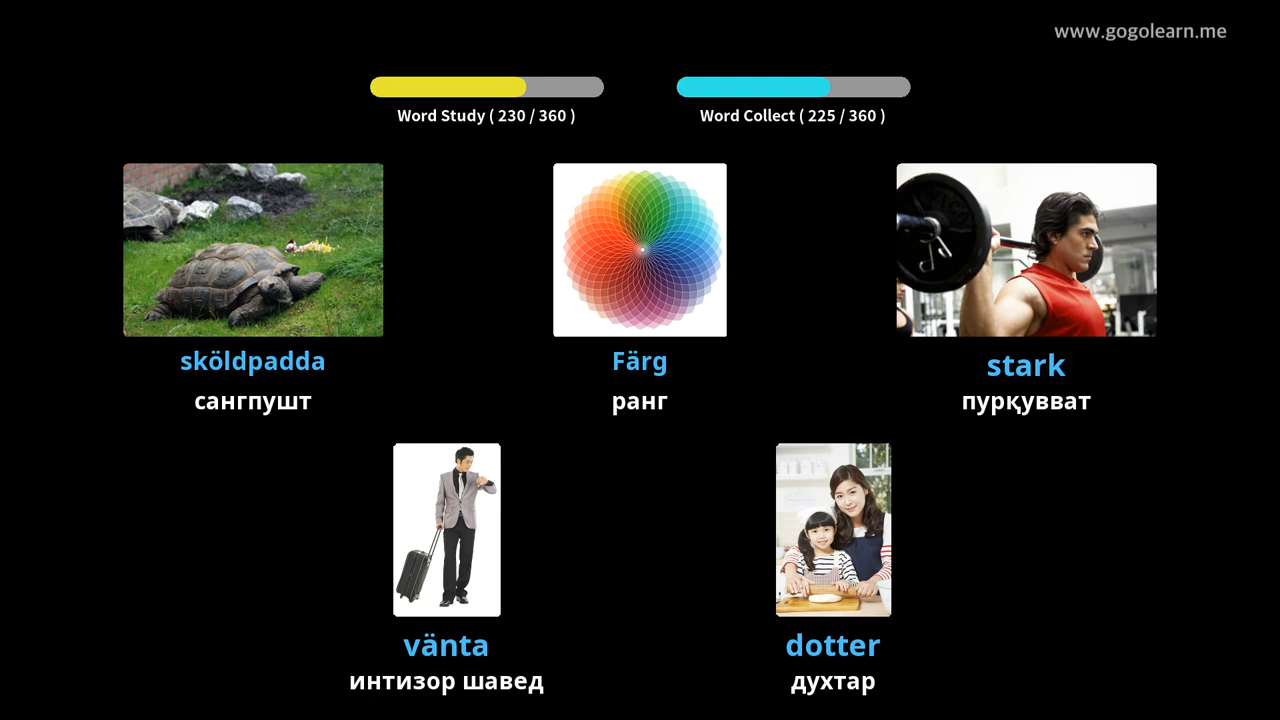 www.gogolearn.me
Word Study ( 230 / 360 )
Word Collect ( 225 / 360 )
sköldpadda
Färg
stark
сангпушт
ранг
пурқувват
vänta
dotter
интизор шавед
духтар